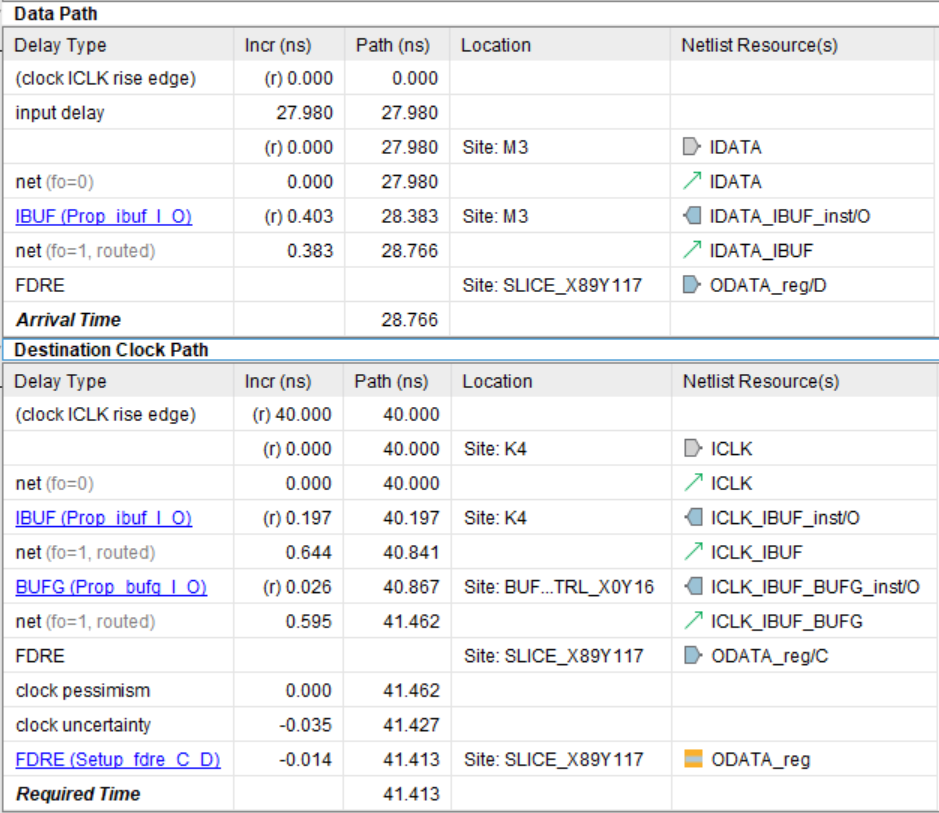 Data Path
Delay Type Incr (ns) Path (ns) Location Netlist Resource(s)
(clock ICLK rise edge) (r) 0.000 0.000
input delay 27.980 27.980
(r) 0.000 27.980 Site: M3 IDATA
net (fo=0) 0.000 27.980 IDATA
IBUF (Prop_ibuf_I_O) (r) 0.403 28.383 Site: M3 IDATA_IBUF_inst/O
net (fo=1, routed) 0.383 28.766 IDATA_IBUF
FDRE Site: SLICE_X89Y117 ODATA_reg/D
Arrival Time 28.766
Destination Clock Path
Delay Type Incr (ns) Path (ns) Location Netlist Resource(s)
(clock ICLK rise edge) (r) 40.000 40.000
(r) 0.000 40.000 Site: K4 ICLK
net (fo=0) 0.000 40.000 ICLK
IBUF (Prop_ibuf_I_O) (r) 0.197 40.197 Site: K4 ICLK_IBUF_inst/O
net (fo=1, routed) 0.644 40.841 ICLK_IBUF
BUFG (Prop_bufg_I_O) (r) 0.026 40.867 Site: BUF...TRL_X0Y16 ICLK_IBUF_BUFG_inst/O
net (fo=1, routed) 0.595 41.462 ICLK_IBUF_BUFG
FDRE Site: SLICE_X89Y117 ODATA_reg/C
clock pessimism 0.000 41.462
clock uncertainty -0.035 41.427
FDRE (Setup_fdre_C_D) -0.014 41.413 Site: SLICE_X89Y117 ODATA_reg
Required Time 41.413